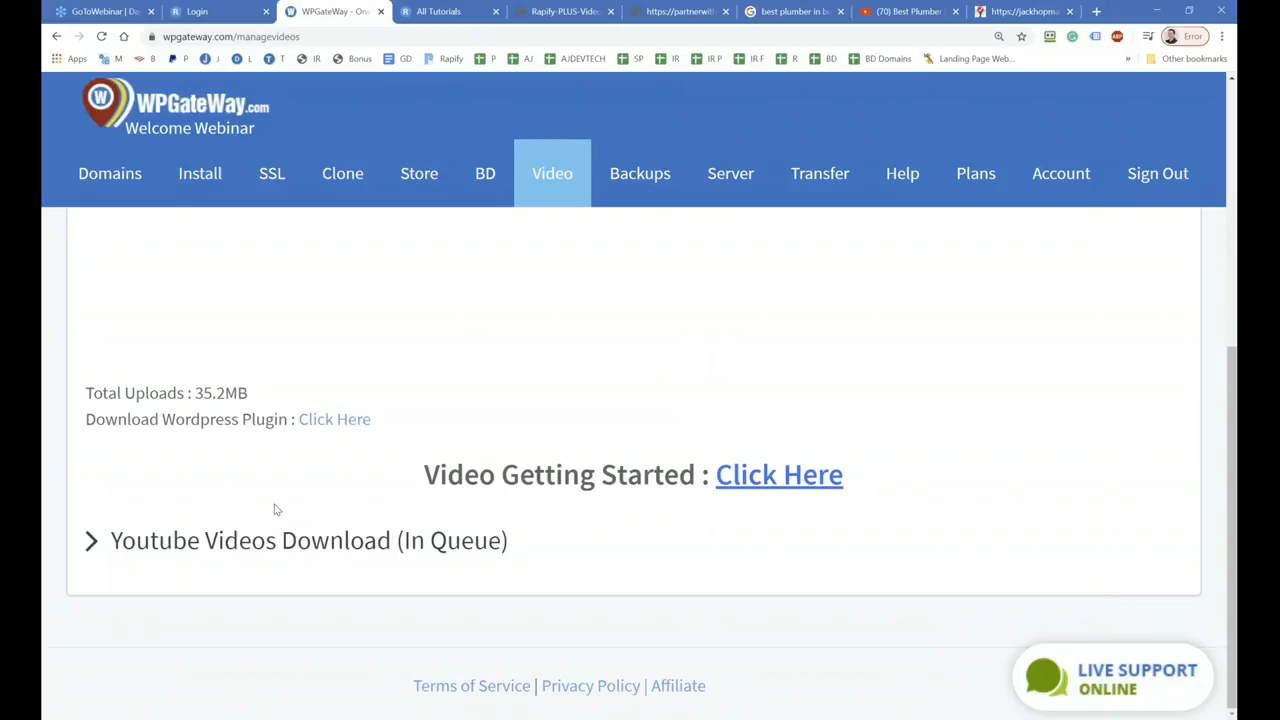 GoToWebinar | Da
Login
WPGateWay - One
All Tutorials
Rapify-PLUS-Video
https://partnerwith
best plumber in bo
(70) Best Plumber
https://jackhopma
wpgateway.com/managevideos
Error
Apps
M
B
P
J
L
T
IR
Bonus
GD
Rapify
P
AJ
AJDEVTECH
SP
IR
IR P
IR F
R
BD
BD Domains
Landing Page Web...
»
Other bookmarks
W
WPGateWay.com
Welcome Webinar
Domains
Install
SSL
Clone
Store
BD
Video
Backups
Server
Transfer
Help
Plans
Account
Sign Out
Total Uploads : 35.2MB
Download Wordpress Plugin : Click Here
Video Getting Started : Click Here
Youtube Videos Download (In Queue)
Terms of Service | Privacy Policy | Affiliate
LIVE SUPPORT
ONLINE